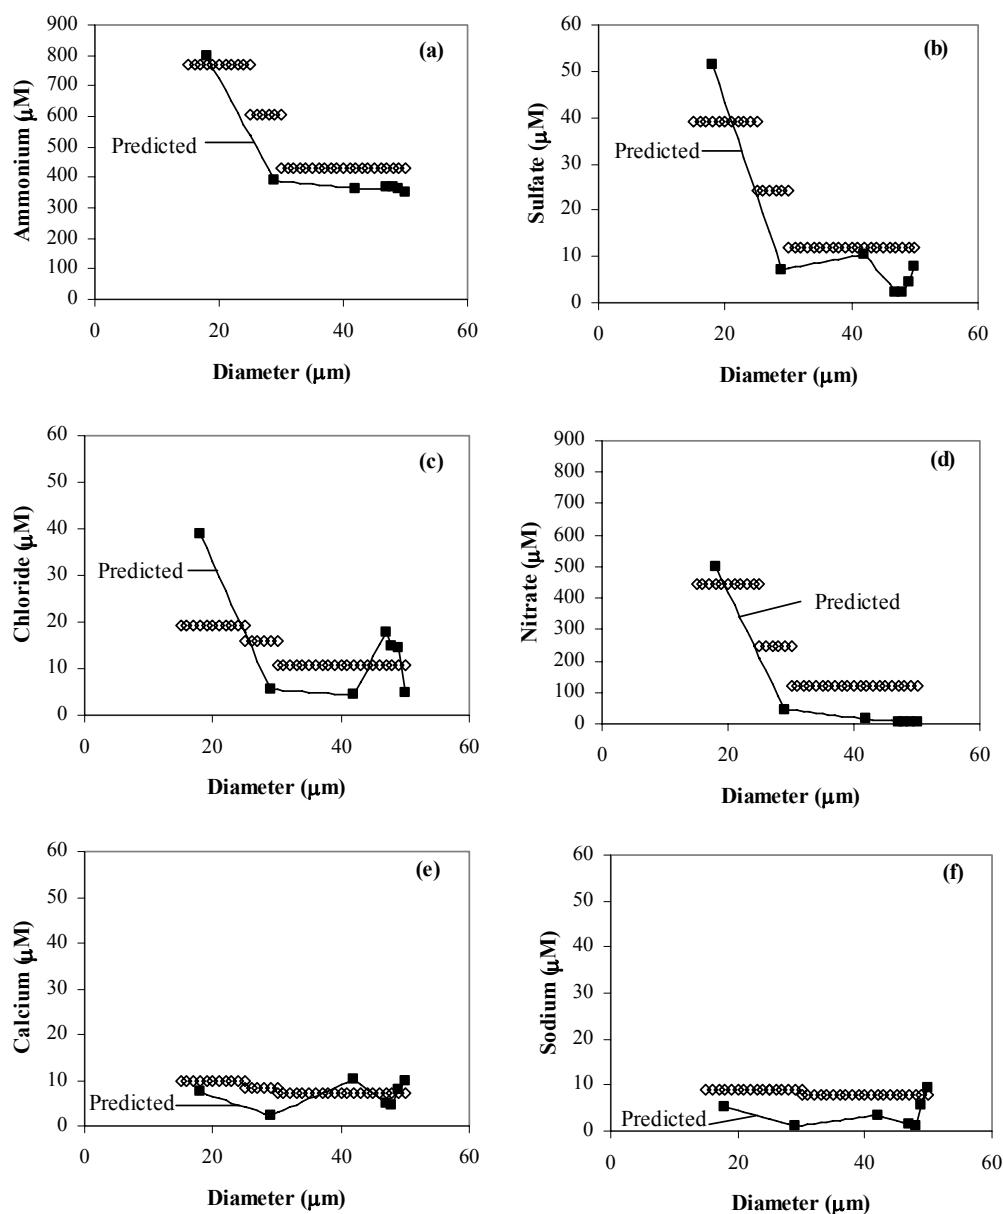 (a)
Ammonium (μM)
900
800
700
600
500
400
300
200
100
0
Predicted
0 20 40 60
Diameter (μm)
(b)
Sulfate (μM)
60
50
40
30
20
10
0
Predicted
0 20 40 60
Diameter (μm)
(c)
Chloride (μM)
60
50
40
30
20
10
0
Predicted
0 20 40 60
Diameter (μm)
(d)
Nitrate (μM)
900
800
700
600
500
400
300
200
100
0
Predicted
0 20 40 60
Diameter (μm)
(e)
Calcium (μM)
60
50
40
30
20
10
0
Predicted
0 20 40 60
Diameter (μm)
(f)
Sodium (μM)
60
50
40
30
20
10
0
Predicted
0 20 40 60
Diameter (μm)